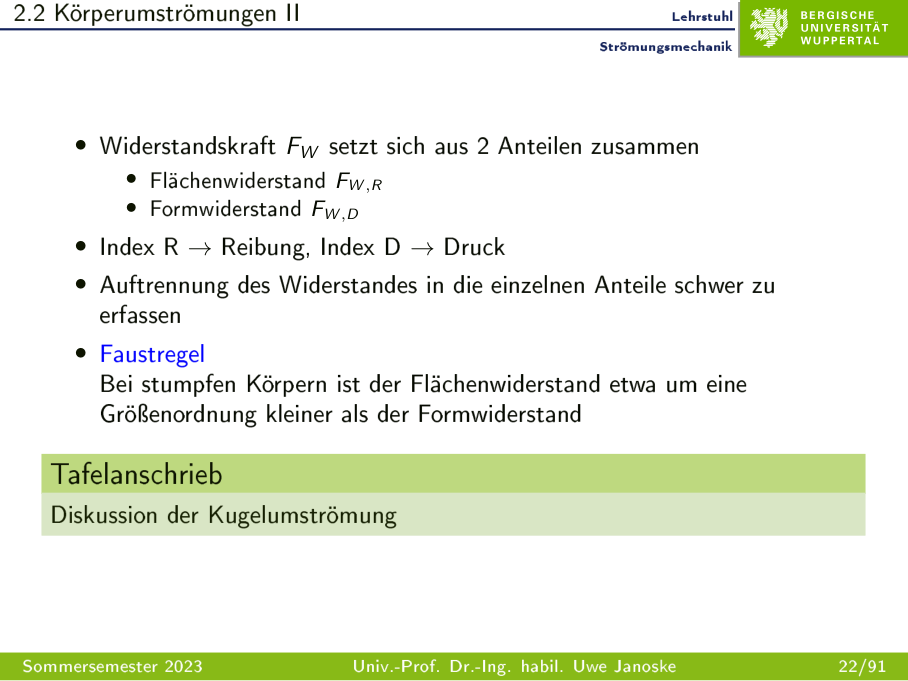 2.2 Körperumströmungen II
Lehrstuhl
Strömungsmechanik
BERGISCHE
UNIVERSITÄT
WUPPERTAL
• Widerstandskraft F_W setzt sich aus 2 Anteilen zusammen
• Flächenwiderstand F_{W,R}
• Formwiderstand F_{W,D}
• Index R → Reibung, Index D → Druck
• Auftrennung des Widerstandes in die einzelnen Anteile schwer zu
erfassen
• Faustregel
Bei stumpfen Körpern ist der Flächenwiderstand etwa um eine
Größenordnung kleiner als der Formwiderstand
Tafelanschrieb
Diskussion der Kugelumströmung
Sommersemester 2023
Univ.-Prof. Dr.-Ing. habil. Uwe Janoske
22/91